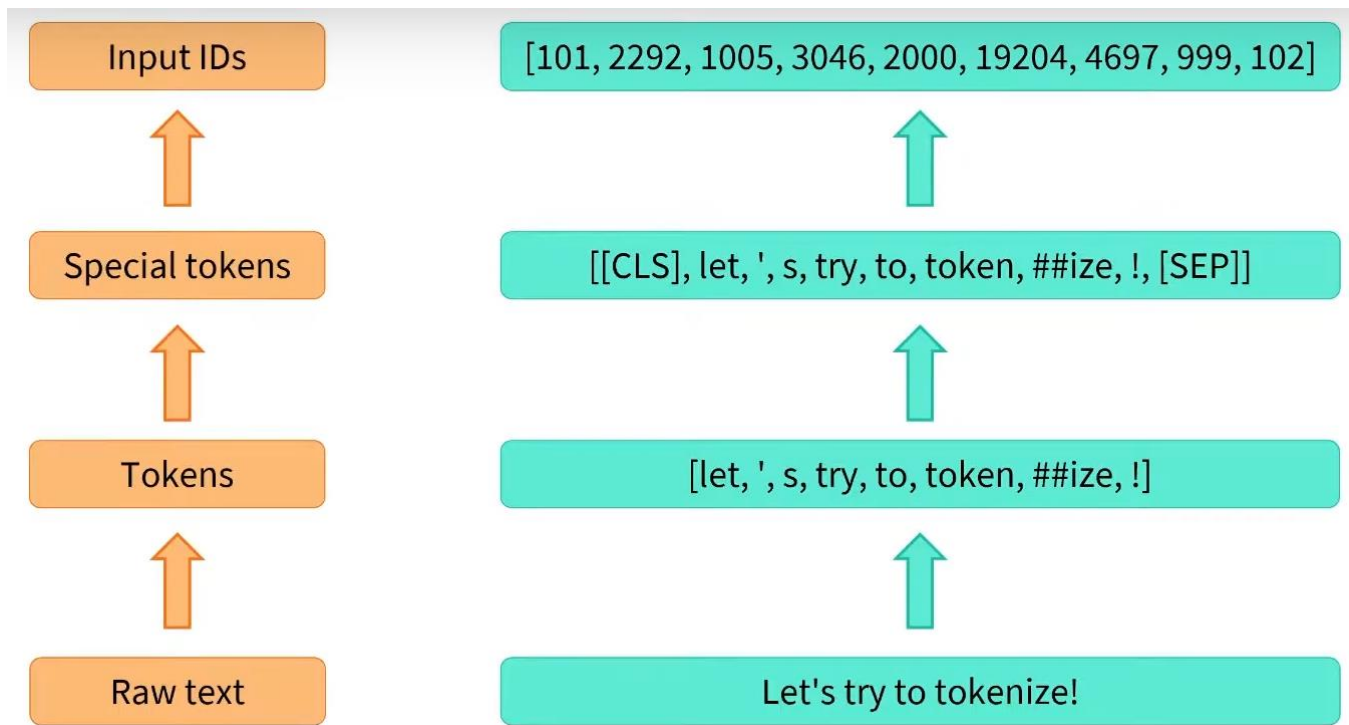 Input IDs
[101, 2292, 1005, 3046, 2000, 19204, 4697, 999, 102]
Special tokens
[[CLS], let, ', s, try, to, token, ##ize, !, [SEP]]
Tokens
[let, ', s, try, to, token, ##ize, !]
Raw text
Let's try to tokenize!